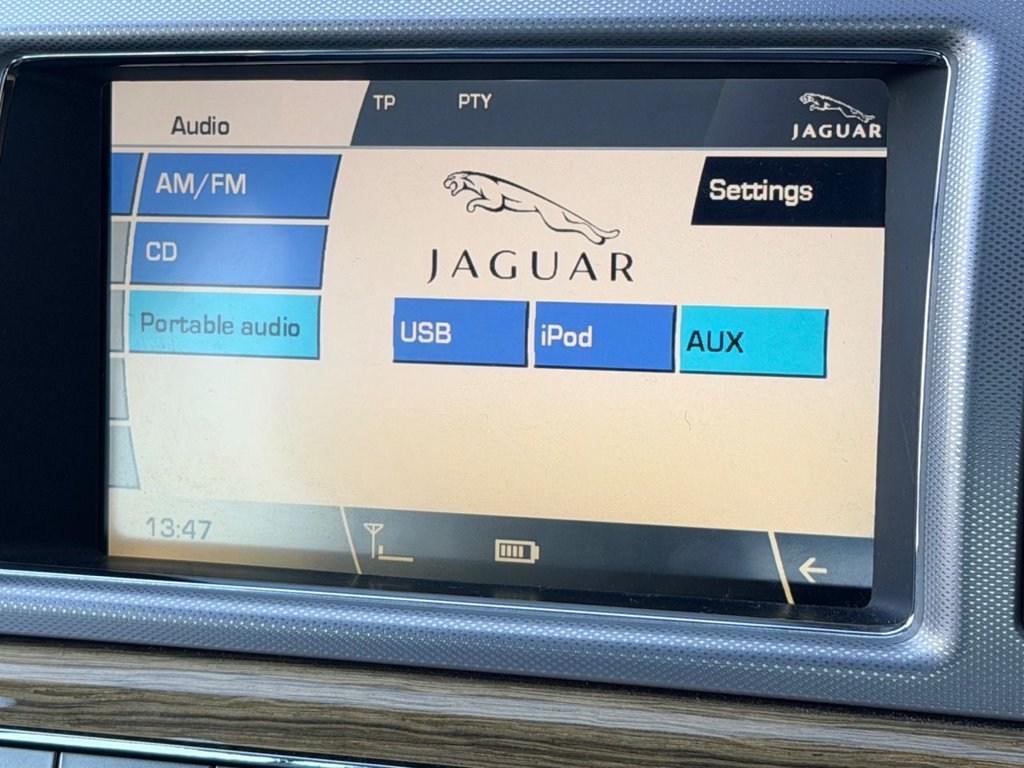 Audio
TP PTY
JAGUAR
AM/FM
Settings
CD
JAGUAR
Portable audio
USB iPod AUX
13:47